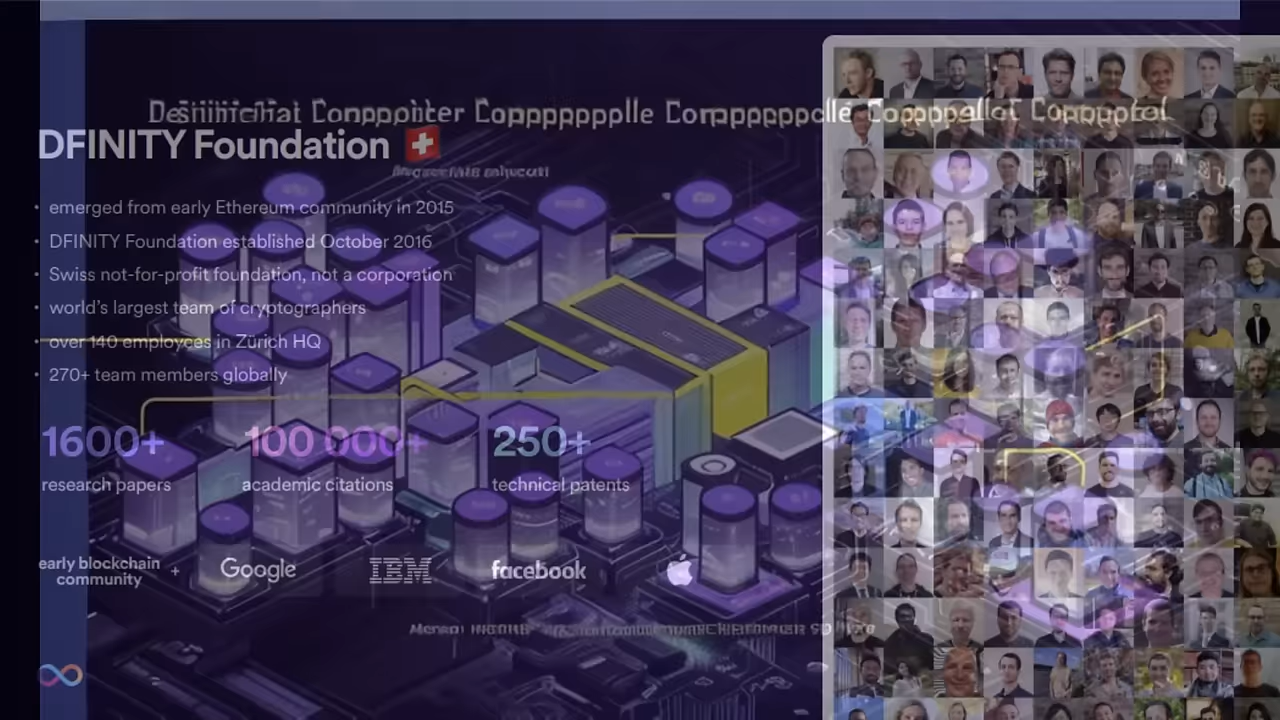 DFINITY Foundation
• emerged from early Ethereum community in 2015
• DFINITY Foundation established October 2016
• Swiss not-for-profit foundation, not a corporation
• world's largest team of cryptographers
• over 140 employees in Zürich HQ
• 270+ team members globally
1600+ 100 000+ 250+
research papers academic citations technical patents
early blockchain
community + Google IBM facebook